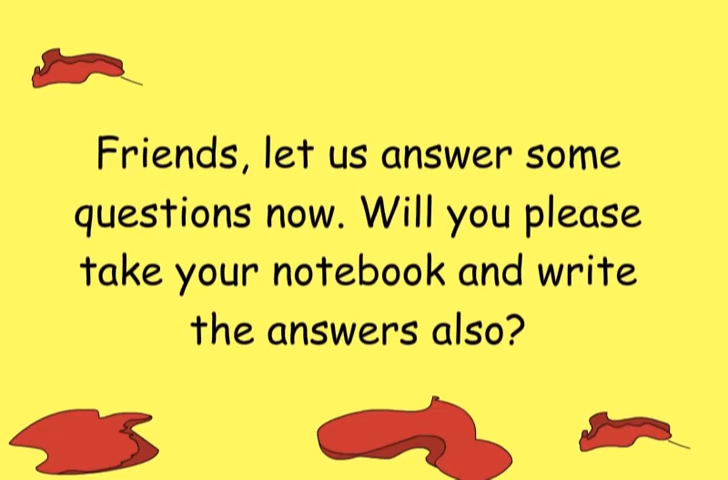 Friends, let us answer some
questions now. Will you please
take your notebook and write
the answers also?